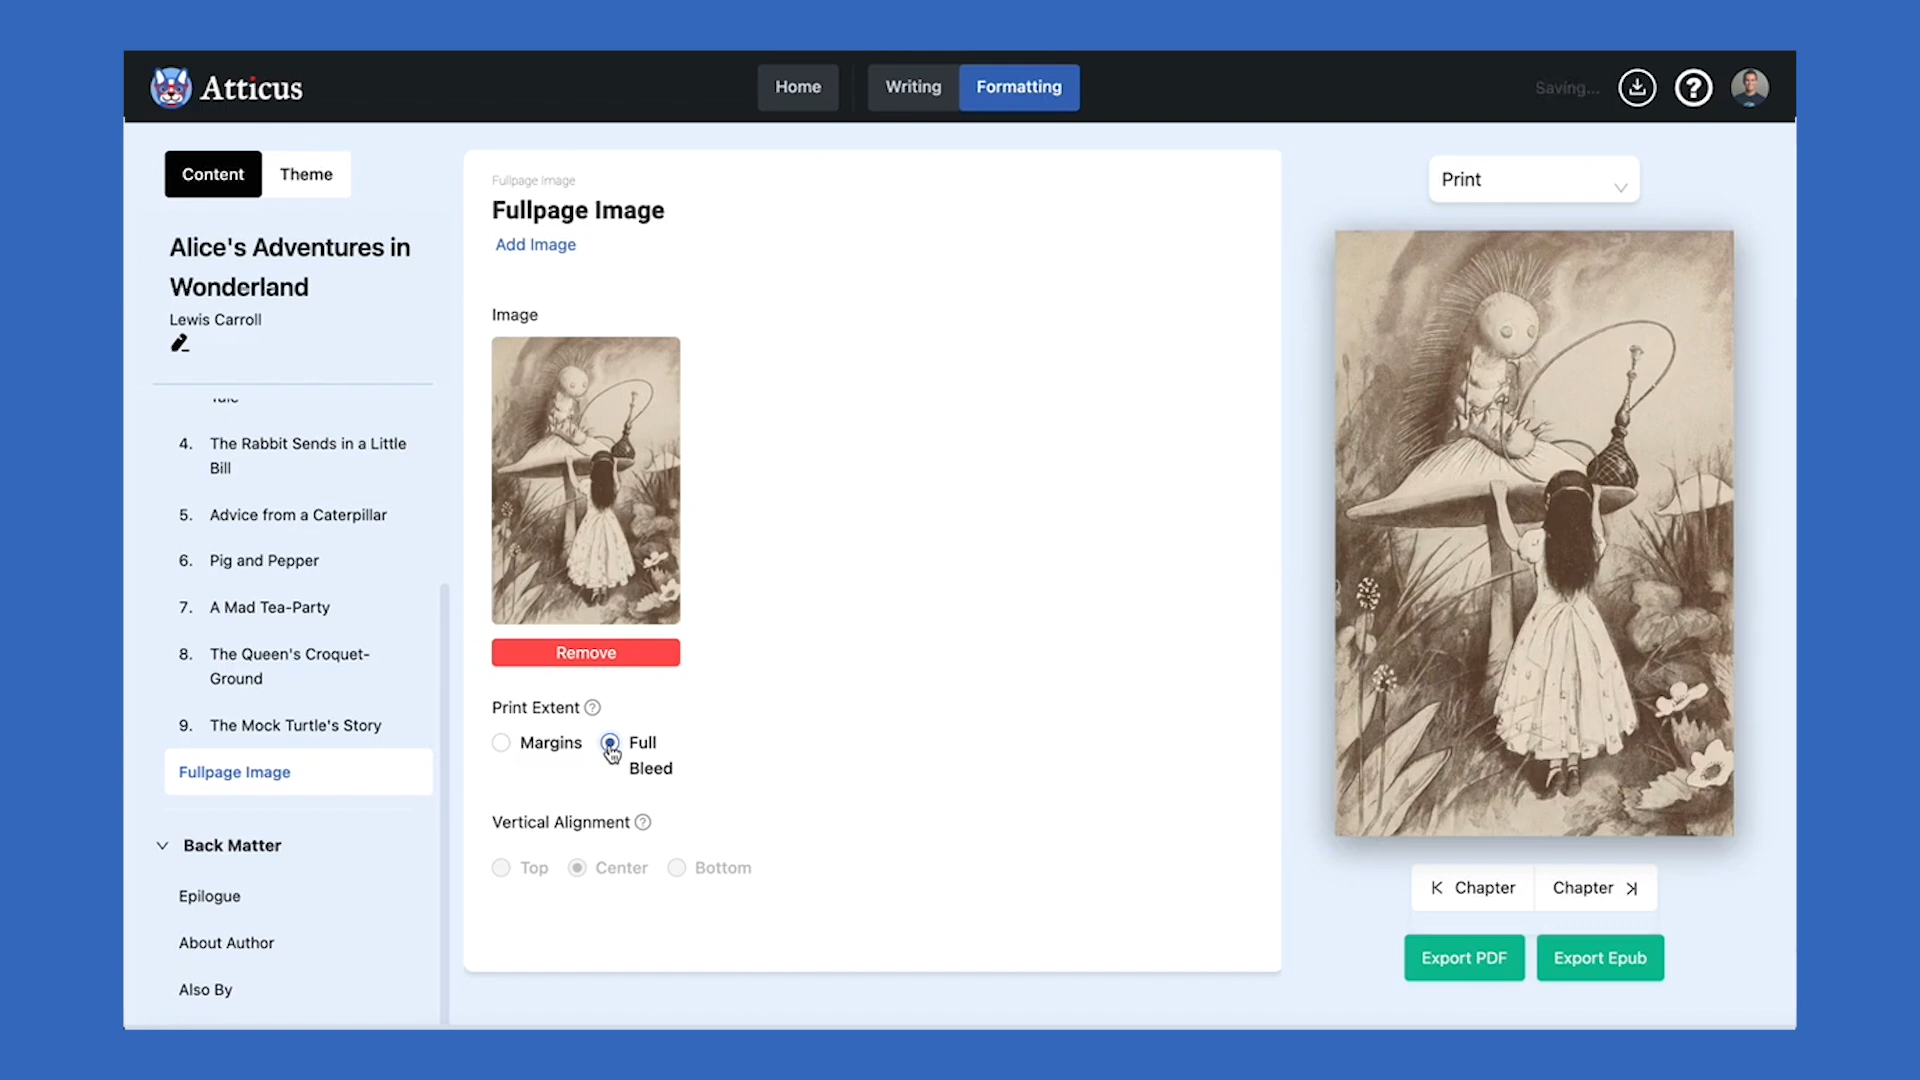 Atticus
Home
Writing
Formatting
Saving...
Content
Theme
Alice's Adventures in
Wonderland
Lewis Carroll
4. The Rabbit Sends in a Little
Bill
5. Advice from a Caterpillar
6. Pig and Pepper
7. A Mad Tea-Party
8. The Queen's Croquet-
Ground
9. The Mock Turtle's Story
Fullpage Image
Back Matter
Epilogue
About Author
Also By
Fullpage Image
Fullpage Image
Add Image
Image
Remove
Print Extent
Margins
Full
Bleed
Vertical Alignment
Top
Center
Bottom
Print
Chapter
Chapter
Export PDF
Export Epub